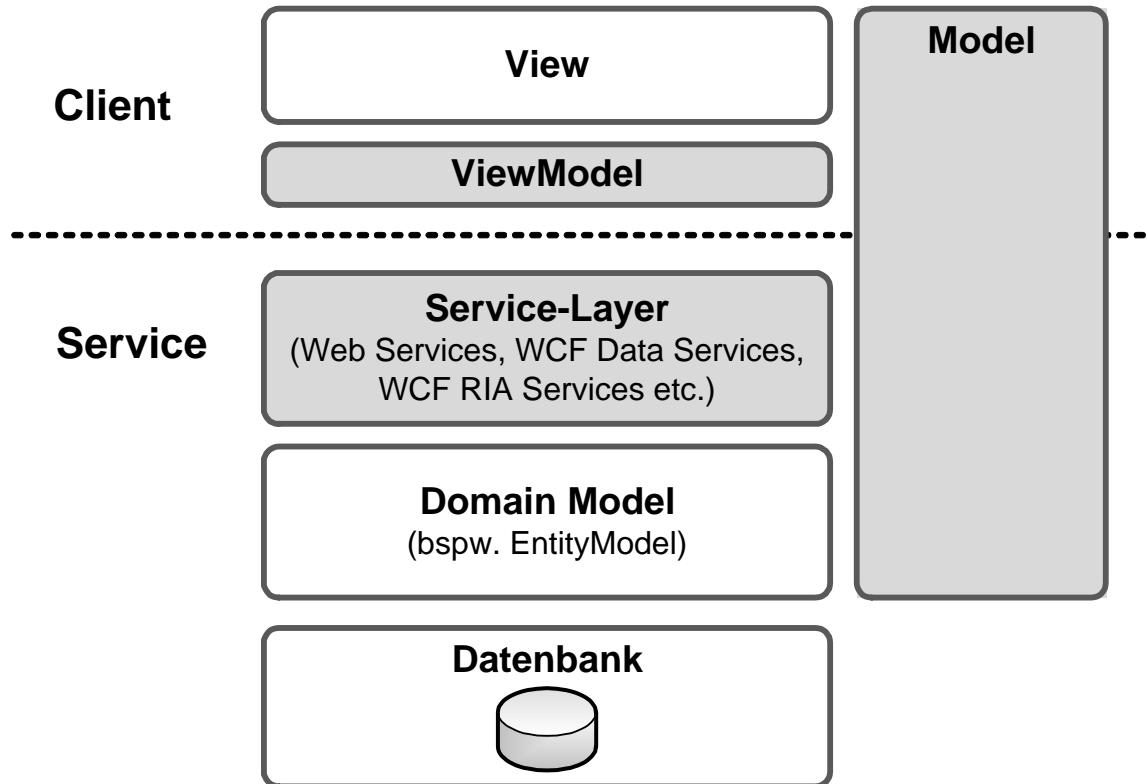 View
Model
Client
ViewModel
Service-Layer
Service
(Web Services, WCF Data Services,
WCF RIA Services etc.)
Domain Model
(bspw. EntityModel)
Datenbank